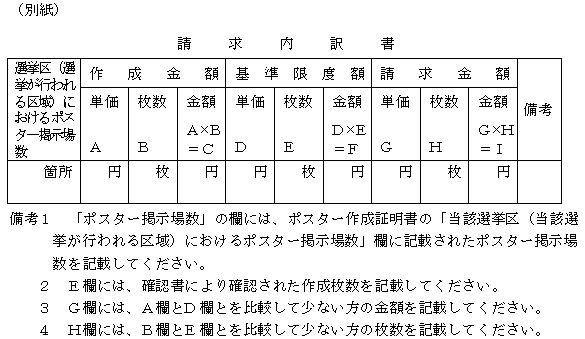 （別紙）
請求内訳書
選挙区（選挙が行われる区域）におけるポスター掲示場数
作成金額
基準限度額
請求金額
備考
単価 A
枚数 B
金額 A×B＝C
単価 D
枚数 E
金額 D×E＝F
単価 G
枚数 H
金額 G×H＝I
箇所 円 枚 円 円 枚 円 円 枚 円
備考１　「ポスター掲示場数」の欄には、ポスター作成証明書の「当該選挙区（当該選
挙が行われる区域）におけるポスター掲示場数」欄に記載されたポスター掲示場
数を記載してください。
２　Ｅ欄には、確認書により確認された作成枚数を記載してください。
３　Ｇ欄には、Ａ欄とＤ欄とを比較して少ない方の金額を記載してください。
４　Ｈ欄には、Ｂ欄とＥ欄とを比較して少ない方の枚数を記載してください。